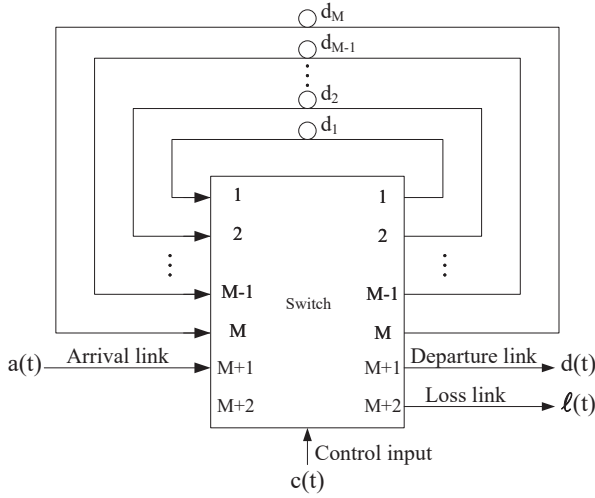 d_M
d_M-1
⋮
d_2
d_1
1 1
2 2
⋮ ⋮
M-1 M-1
Switch
M M
a(t) Arrival link M+1 M+1 Departure link d(t)
M+2 M+2 Loss link ℓ(t)
Control input
c(t)